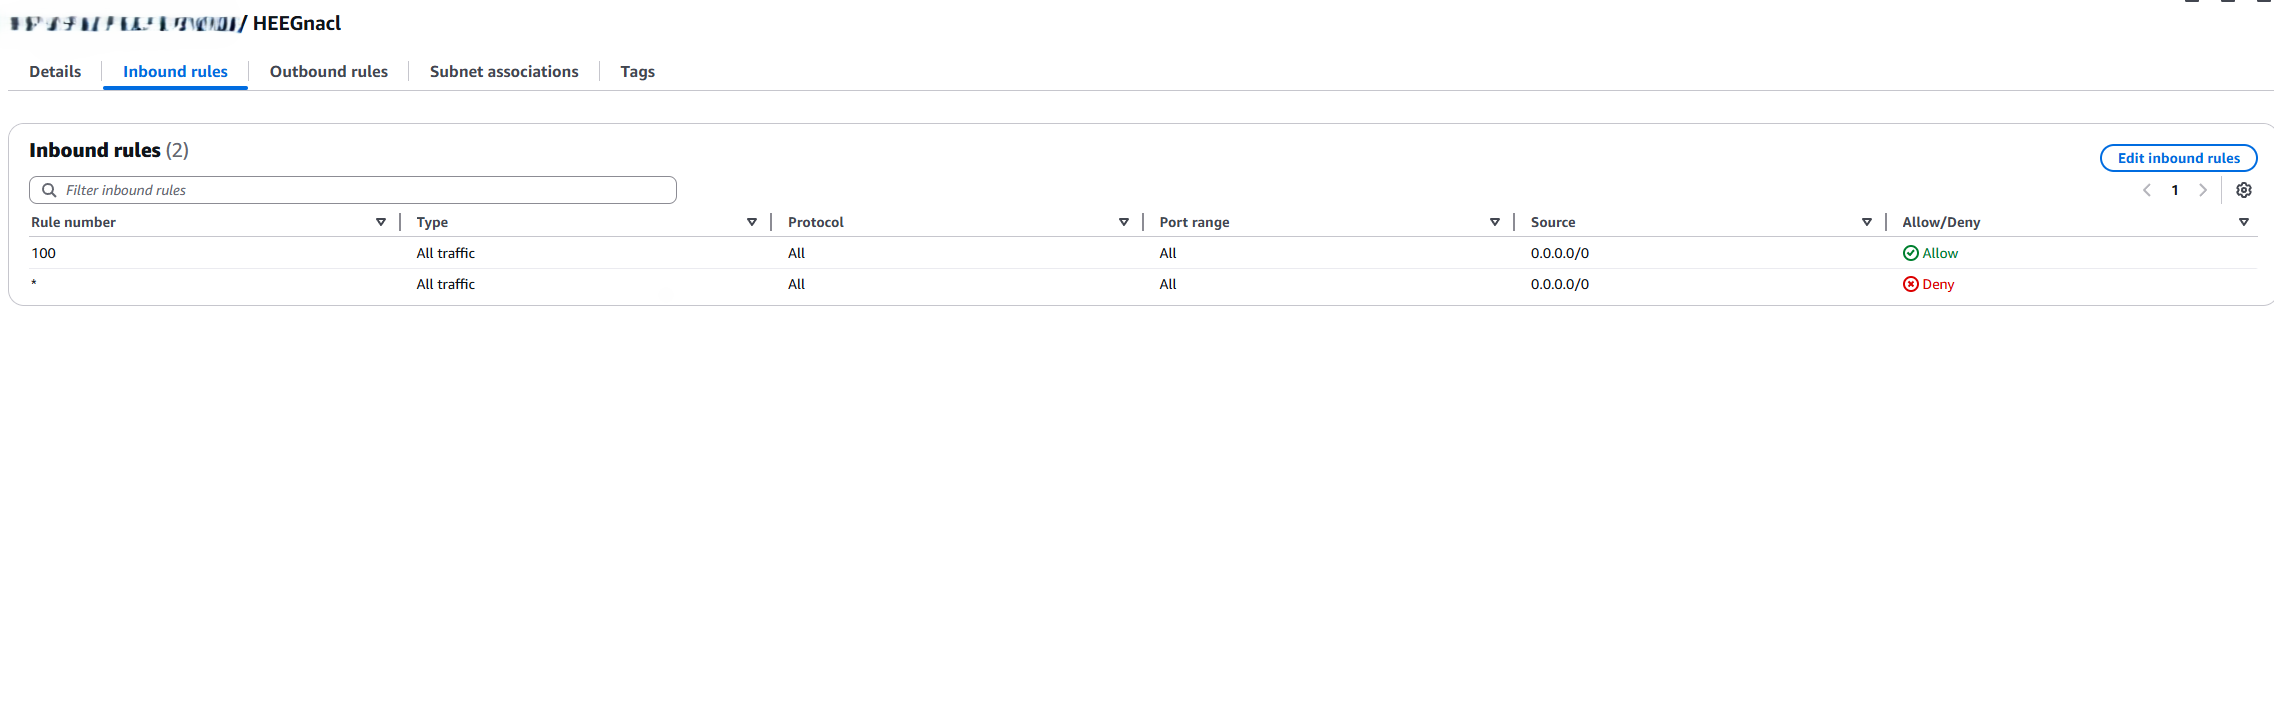 / HEEGnacl
Details Inbound rules Outbound rules Subnet associations Tags
Inbound rules (2)
Edit inbound rules
Filter inbound rules
1
Rule number Type Protocol Port range Source Allow/Deny
100 All traffic All All 0.0.0.0/0 Allow
* All traffic All All 0.0.0.0/0 Deny